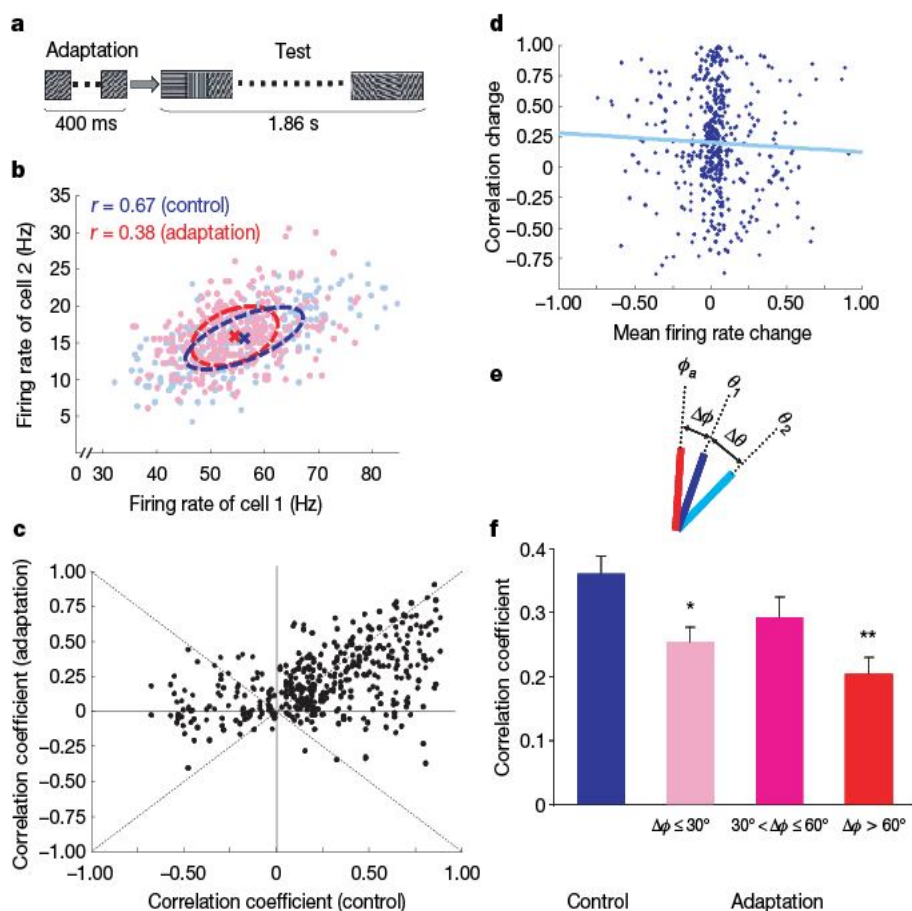 a
Adaptation
Test
400 ms
1.86 s
b
35
30
25
20
15
10
5
r = 0.67 (control)
r = 0.38 (adaptation)
Firing rate of cell 2 (Hz)
0 30 40 50 60 70 80
Firing rate of cell 1 (Hz)
c
1.00
0.75
0.50
0.25
0
−0.25
−0.50
−0.75
−1.00
Correlation coefficient (adaptation)
−1.00 −0.50 0 0.50 1.00
Correlation coefficient (control)
d
1.00
0.75
0.50
0.25
0
−0.25
−0.50
−0.75
Correlation change
−1.00 −0.50 0 0.50 1.00
Mean firing rate change
e
ϕa
θ1
θ2
Δϕ
Δθ
f
0.4
0.3
0.2
0.1
0
Correlation coefficient
*
**
Δϕ ≤ 30° 30° < Δϕ ≤ 60° Δϕ > 60°
Control Adaptation